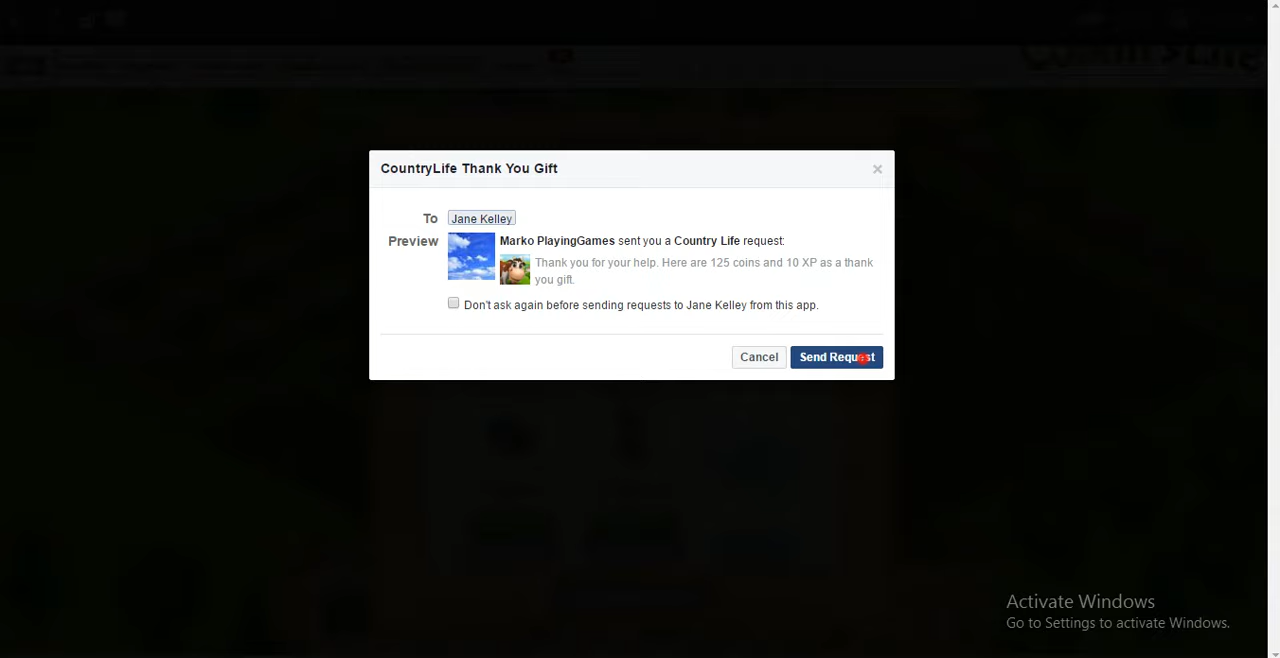 CountryLife Thank You Gift
To Jane Kelley
Preview Marko PlayingGames sent you a Country Life request:
Thank you for your help. Here are 125 coins and 10 XP as a thank
you gift.
Don't ask again before sending requests to Jane Kelley from this app.
Cancel Send Request
Activate Windows
Go to Settings to activate Windows.